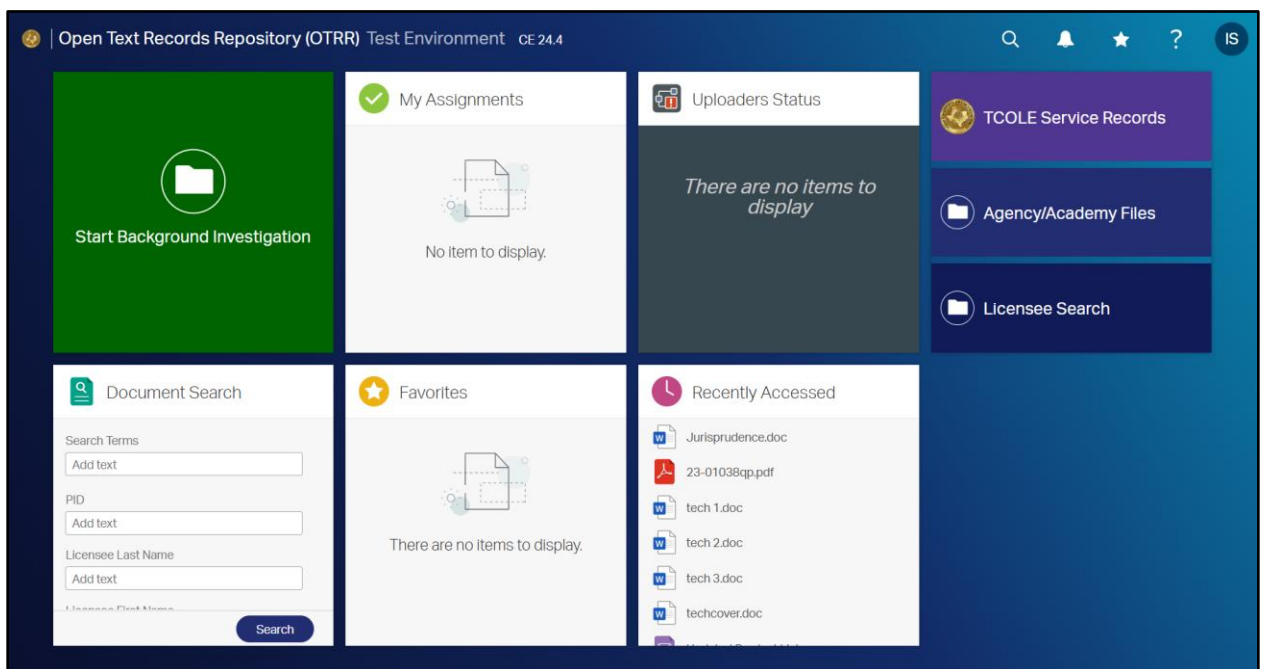 Open Text Records Repository (OTRR) Test Environment CE 24.4
?
IS
Start Background Investigation
My Assignments
No item to display.
Uploaders Status
There are no items to
display
TCOLE Service Records
Agency/Academy Files
Licensee Search
Document Search
Search Terms
Add text
PID
Add text
Licensee Last Name
Add text
Licensee First Name
Search
Favorites
There are no items to display.
Recently Accessed
Jurisprudence.doc
23-01038qp.pdf
tech 1.doc
tech 2.doc
tech 3.doc
techcover.doc